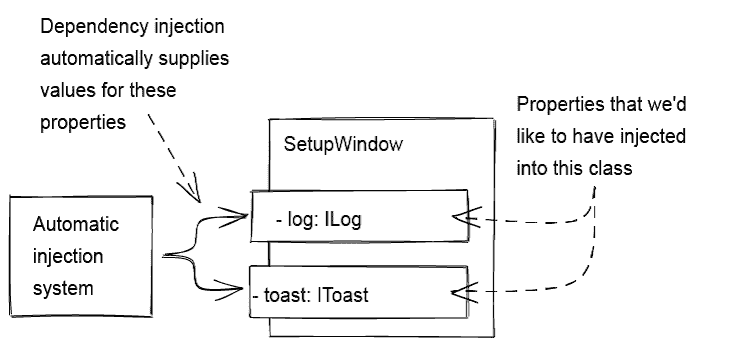 Dependency injection
automatically supplies
values for these
properties
Properties that we'd
like to have injected
into this class
SetupWindow
- log: ILog
- toast: IToast
Automatic
injection
system